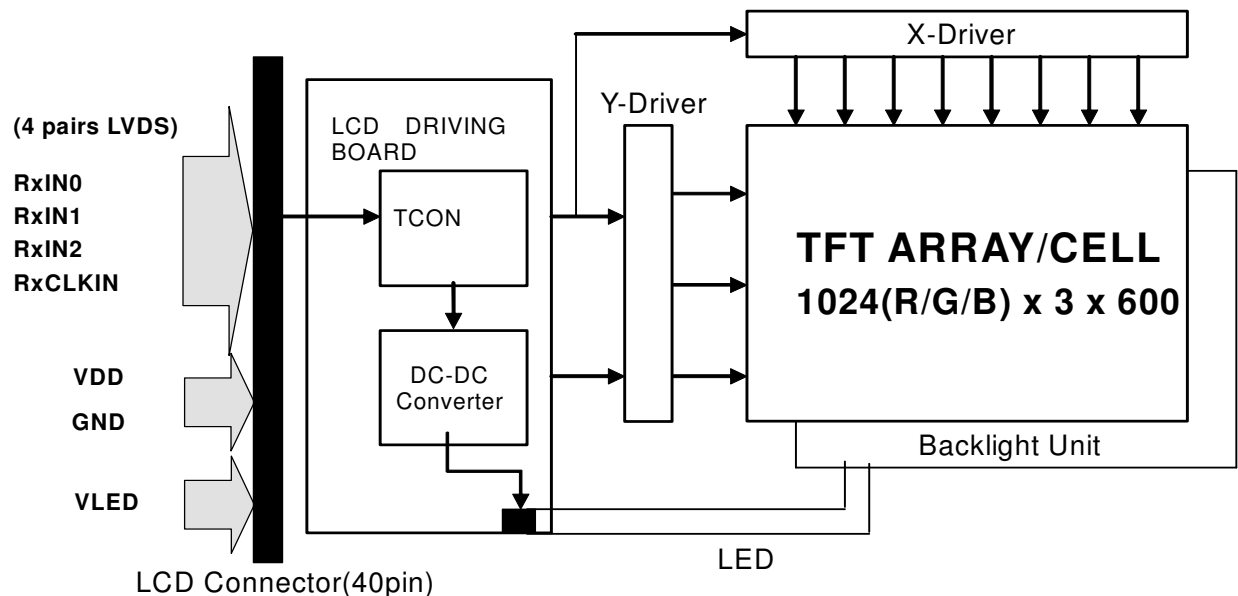 X-Driver
Y-Driver
(4 pairs LVDS)
LCD DRIVING
BOARD
RxIN0
RxIN1
RxIN2
RxCLKIN
TCON
TFT ARRAY/CELL
1024(R/G/B) x 3 x 600
VDD
GND
DC-DC
Converter
Backlight Unit
VLED
LED
LCD Connector(40pin)